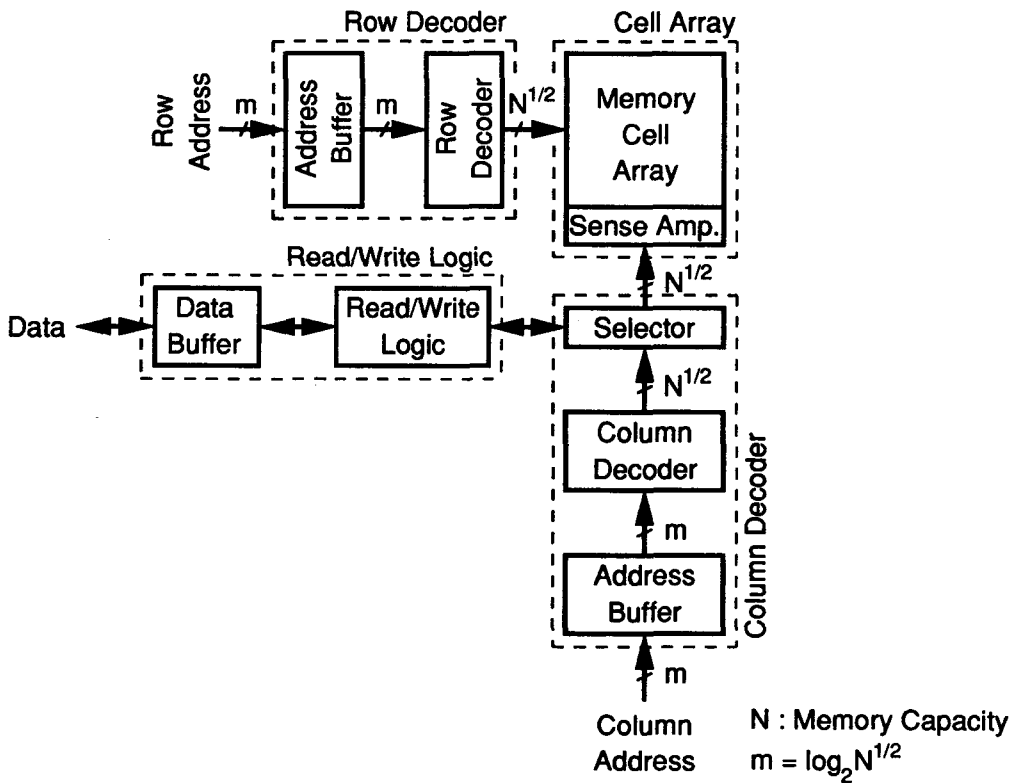 Row Decoder
Cell Array
Row
Address
m
Address
Buffer
m
Row
Decoder
N^{1/2}
Memory
Cell
Array
Sense Amp.
Read/Write Logic
N^{1/2}
Data
Data
Buffer
Read/Write
Logic
Selector
N^{1/2}
Column
Decoder
Column Decoder
m
Address
Buffer
m
Column
Address
N : Memory Capacity
m = log_2 N^{1/2}